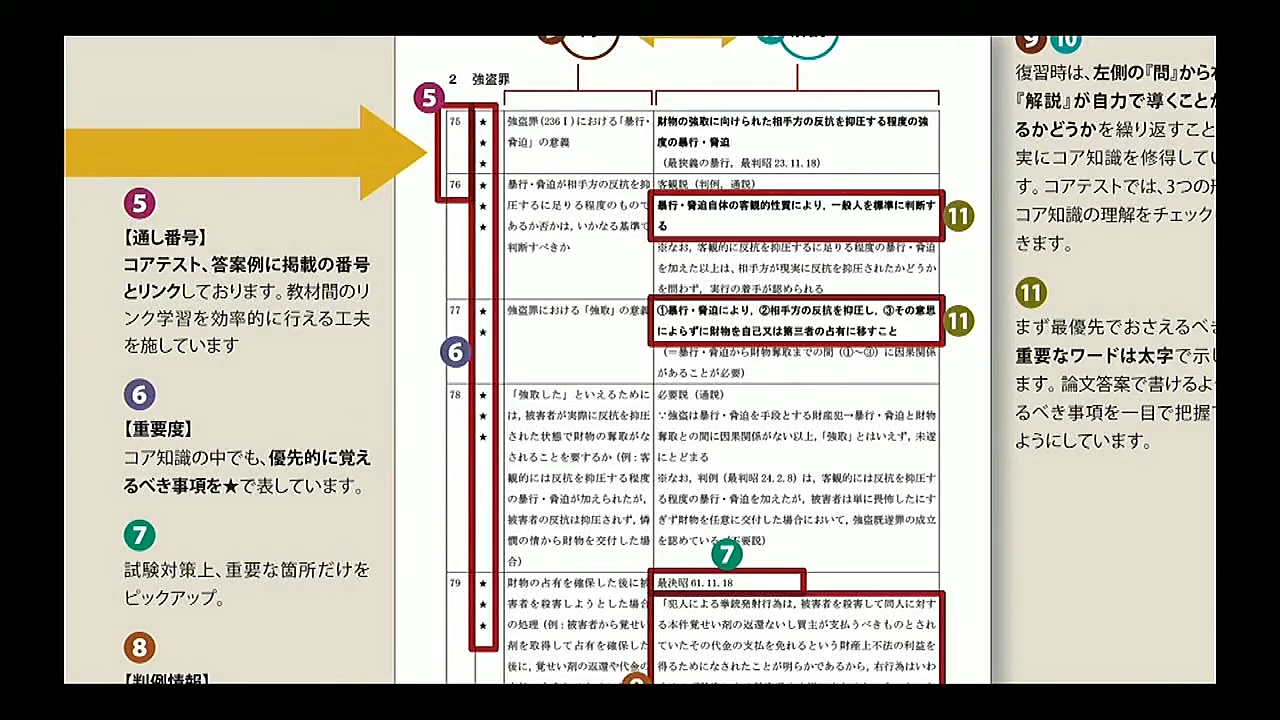 5
【通し番号】
コアテスト、答案例に掲載の番号
とリンクしております。教材間のリ
ンク学習を効率的に行える工夫
を施しています
6
【重要度】
コア知識の中でも、優先的に覚え
るべき事項を★で表しています。
7
試験対策上、重要な箇所だけを
ピックアップ。
8
【判例情報】
2 強盗罪
5
75
★
★
★
強盗罪(236Ⅰ)における「暴行・
脅迫」の意義
財物の強取に向けられた相手方の反抗を抑圧する程度の強
度の暴行・脅迫
(最狭義の暴行，最判昭 23.11.18)
76
★
★
★
暴行・脅迫が相手方の反抗を抑
圧するに足りる程度のもので
あるか否かは，いかなる基準で
判断すべきか
客観説（判例，通説）
暴行・脅迫自体の客観的性質により，一般人を標準に判断す
る
11
※なお，客観的に反抗を抑圧するに足りる程度の暴行・脅迫
を加えた以上は，相手方が現実に反抗を抑圧されたかどうか
を問わず，実行の着手が認められる
77
★
★
強盗罪における「強取」の意義
①暴行・脅迫により，②相手方の反抗を抑圧し，③その意思
によらずに財物を自己又は第三者の占有に移すこと
11
(＝暴行・脅迫から財物奪取までの間（①～③）に因果関係
があることが必要)
6
78
★
★
★
「強取した」といえるために
は，被害者が実際に反抗を抑圧
された状態で財物の奪取がな
されることを要するか（例：客
観的には反抗を抑圧する程度
の暴行・脅迫が加えられたが，
被害者の反抗は抑圧されず，憐
憫の情から財物を交付した場
合）
必要説（通説）
∵強盗は暴行・脅迫を手段とする財産犯→暴行・脅迫と財物
奪取との間に因果関係がない以上，「強取」とはいえず，未遂
にとどまる
※なお，判例（最判昭 24.2.8）は，客観的には反抗を抑圧す
る程度の暴行・脅迫を加えたが，被害者は単に畏怖したにす
ぎず財物を任意に交付した場合において，強盗既遂罪の成立
を認めている（不要説）
7
79
★
★
★
財物の占有を確保した後に被
害者を殺害しようとした場合
の処理（例：被害者から覚せい
剤を取得して占有を確保した
後に，覚せい剤の返還や代金の
最決昭 61.11.18
「犯人による拳銃発射行為は，被害者を殺害して同人に対す
る本件覚せい剤の返還ないし買主が支払うべきものとされ
ていたその代金の支払を免れるという財産上不法の利益を
得るためになされたことが明らかであるから，右行為はいわ
9 10
復習時は、左側の『問』から
『解説』が自力で導くことが
るかどうかを繰り返すこと
実にコア知識を修得してい
す。コアテストでは、3つの
コア知識の理解をチェック
きます。
11
まず最優先でおさえるべき
重要なワードは太字で示し
ます。論文答案で書けるよ
るべき事項を一目で把握
ようにしています。